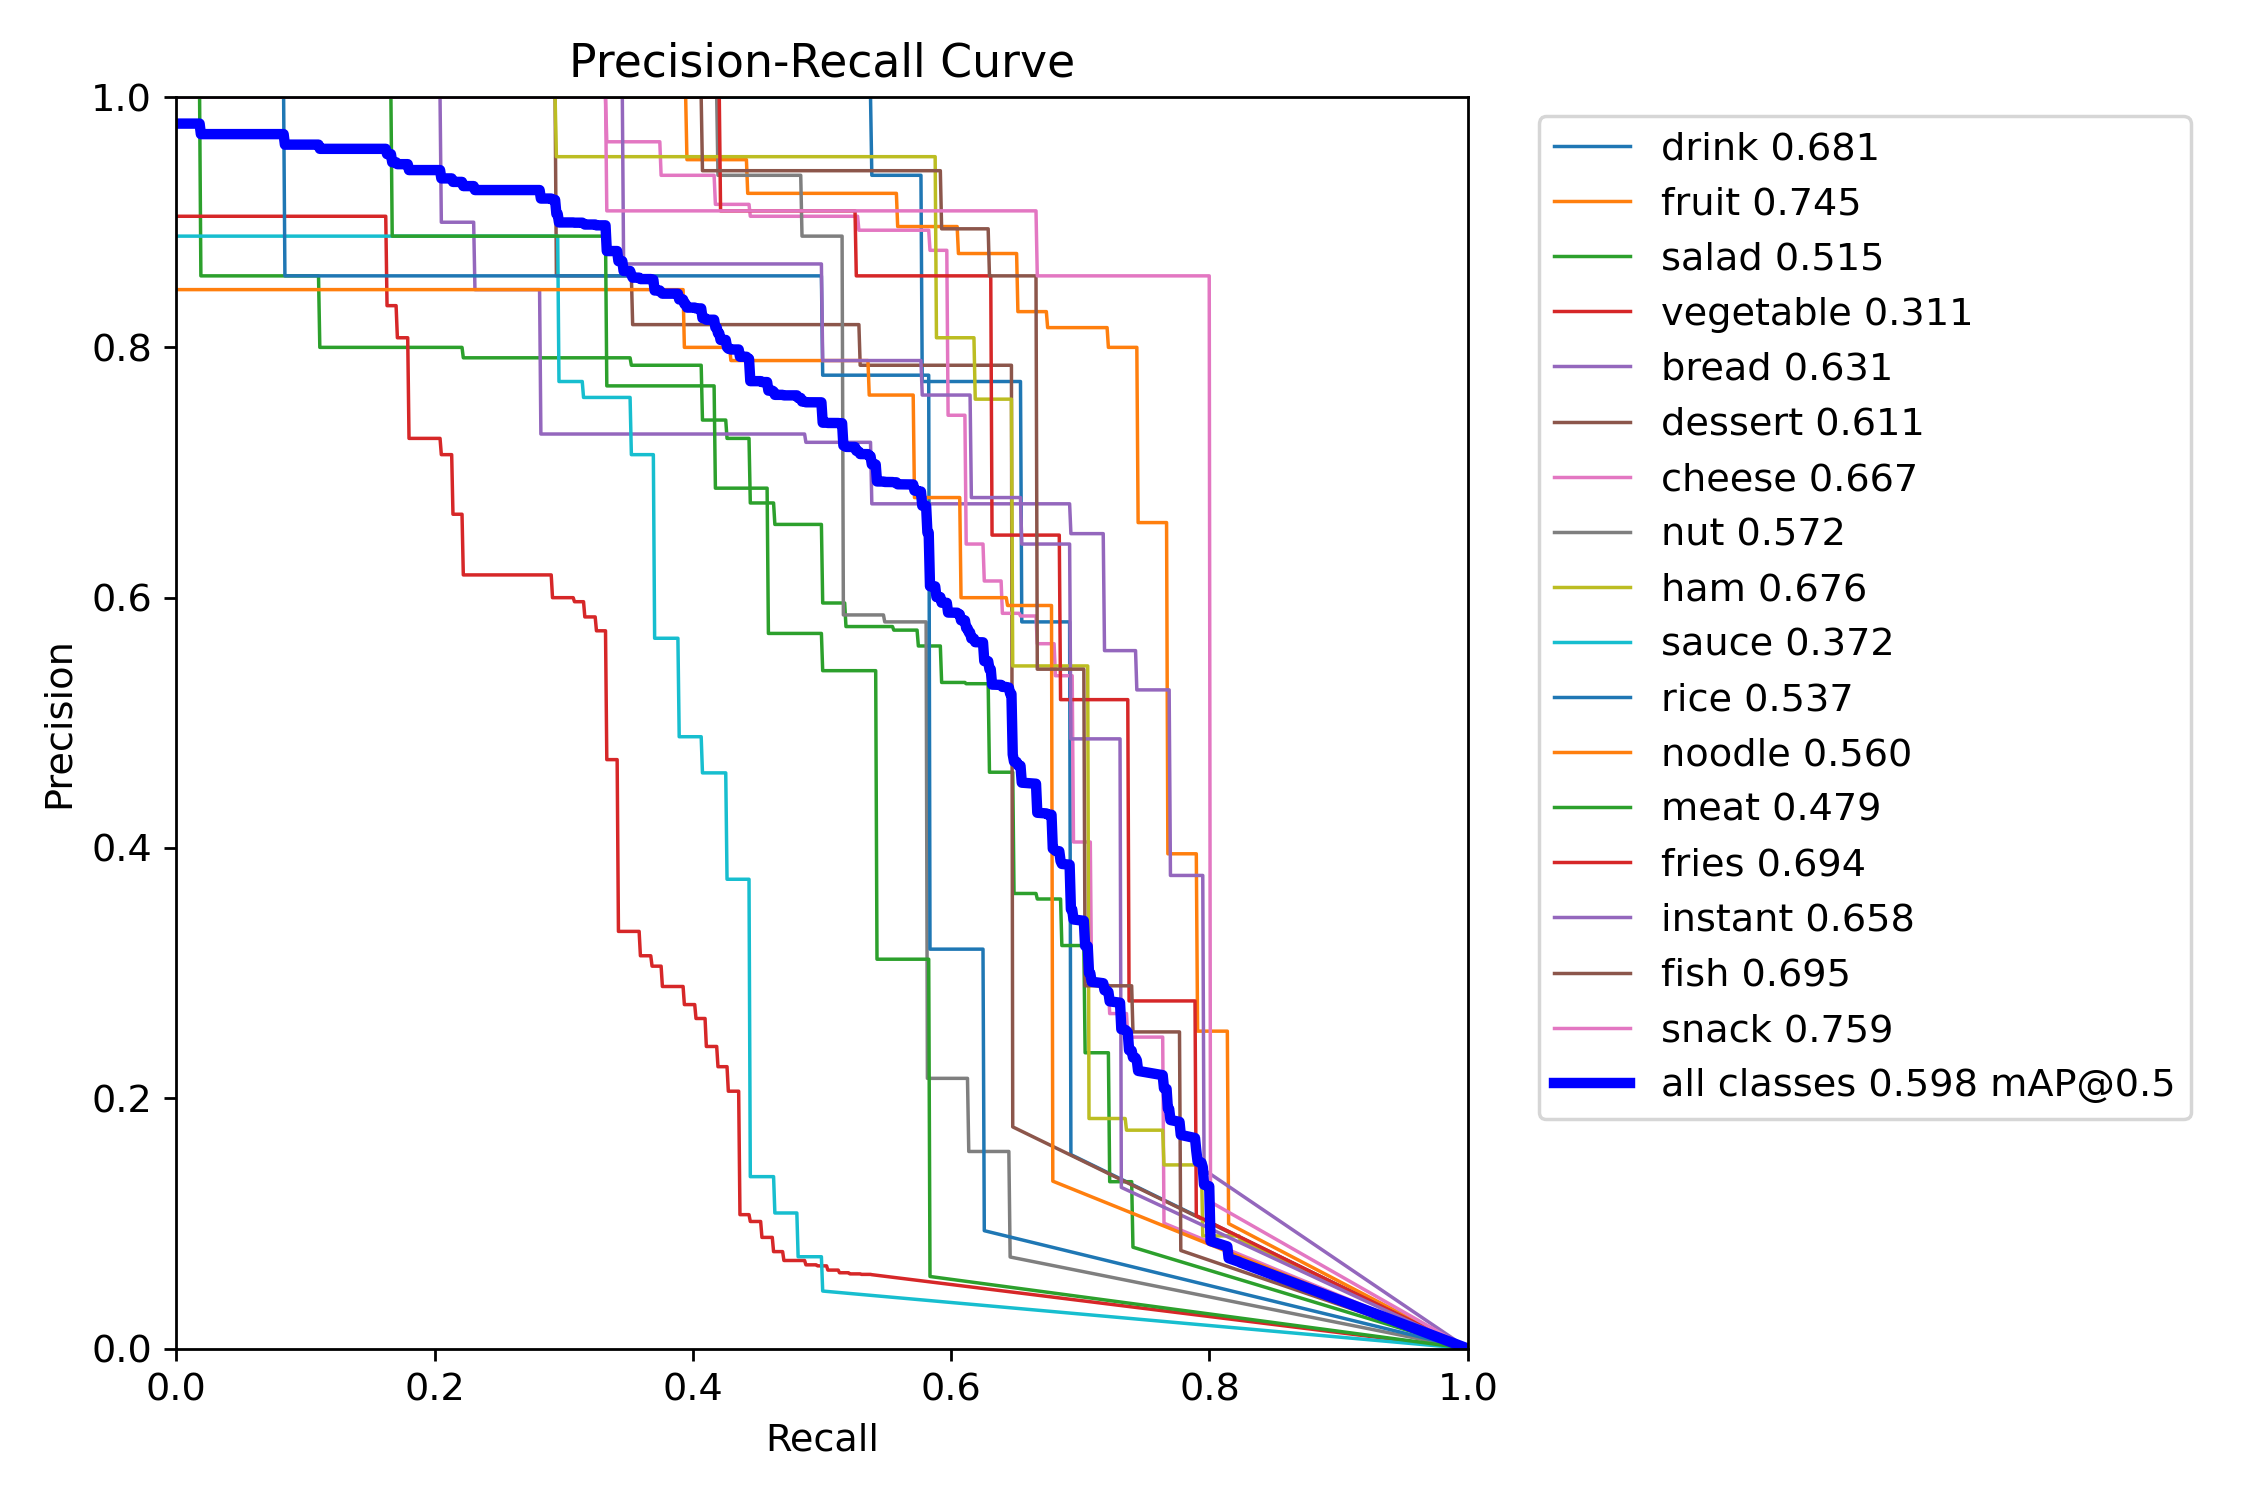 Precision-Recall Curve
1.0
0.8
0.6
0.4
0.2
0.0
Precision
0.0 0.2 0.4 0.6 0.8 1.0
Recall
drink 0.681
fruit 0.745
salad 0.515
vegetable 0.311
bread 0.631
dessert 0.611
cheese 0.667
nut 0.572
ham 0.676
sauce 0.372
rice 0.537
noodle 0.560
meat 0.479
fries 0.694
instant 0.658
fish 0.695
snack 0.759
all classes 0.598 mAP@0.5